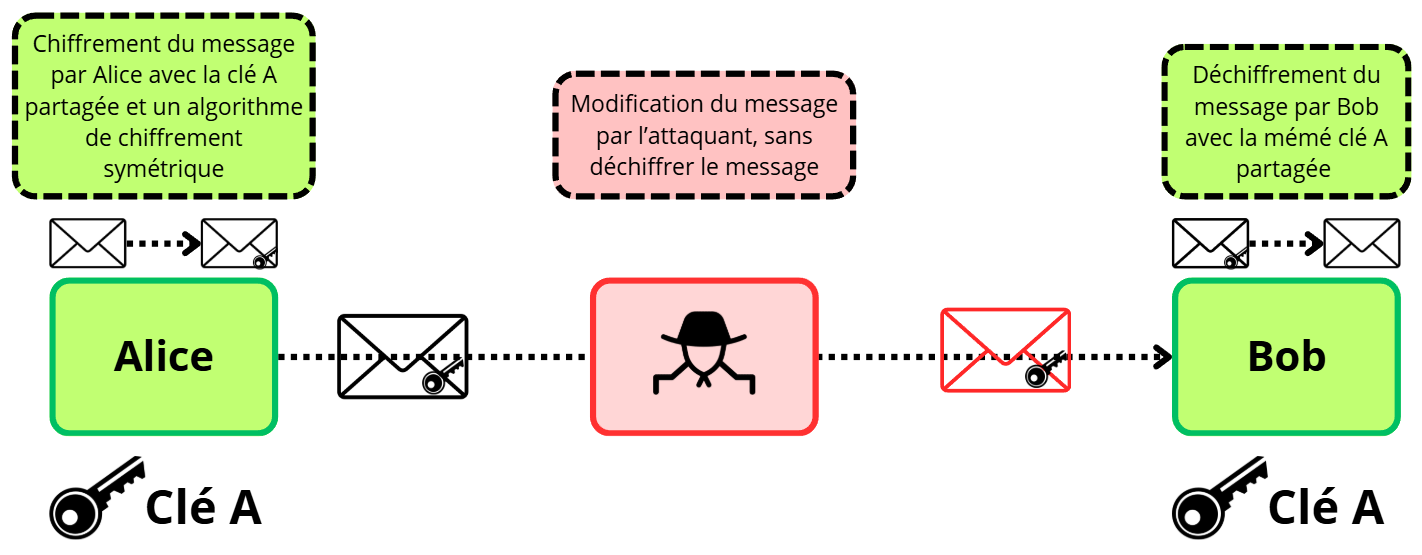 Chiffrement du message
par Alice avec la clé A
partagée et un algorithme
de chiffrement
symétrique
Modification du message
par l'attaquant, sans
déchiffrer le message
Déchiffrement du
message par Bob
avec la mémé clé A
partagée
Alice
Bob
Clé A
Clé A